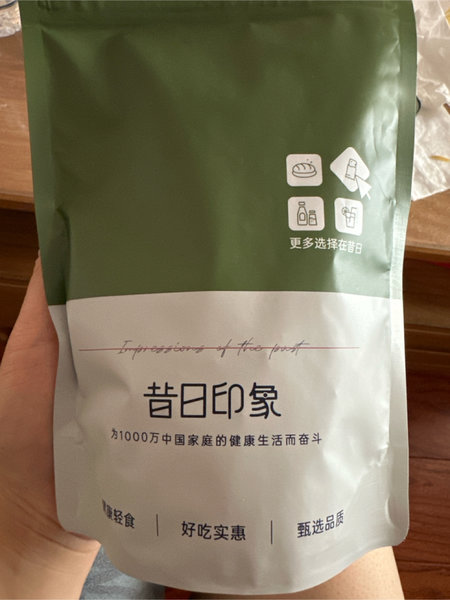 更多选择在昔日
Impressions of the past
昔日印象
为1000万中国家庭的健康生活而奋斗
健康轻食 | 好吃实惠 | 甄选品质